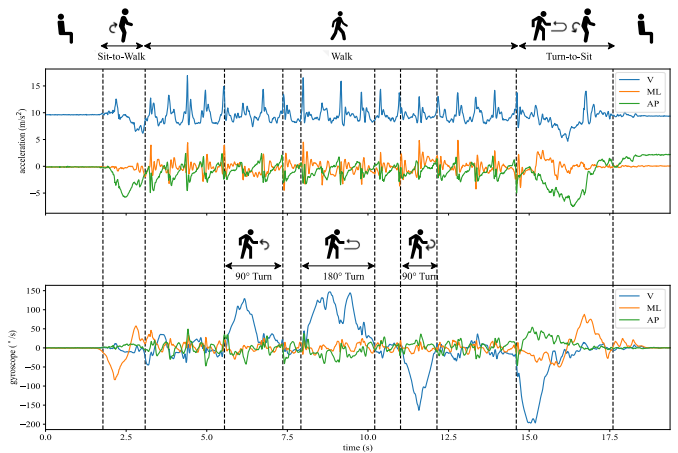 Sit-to-Walk
Walk
Turn-to-Sit
acceleration (m/s²)
15
10
5
0
−5
V
ML
AP
90° Turn
180° Turn
90° Turn
gyroscope (°/s)
150
100
50
0
−50
−100
−150
−200
V
ML
AP
0.0
2.5
5.0
7.5
10.0
12.5
15.0
17.5
time (s)